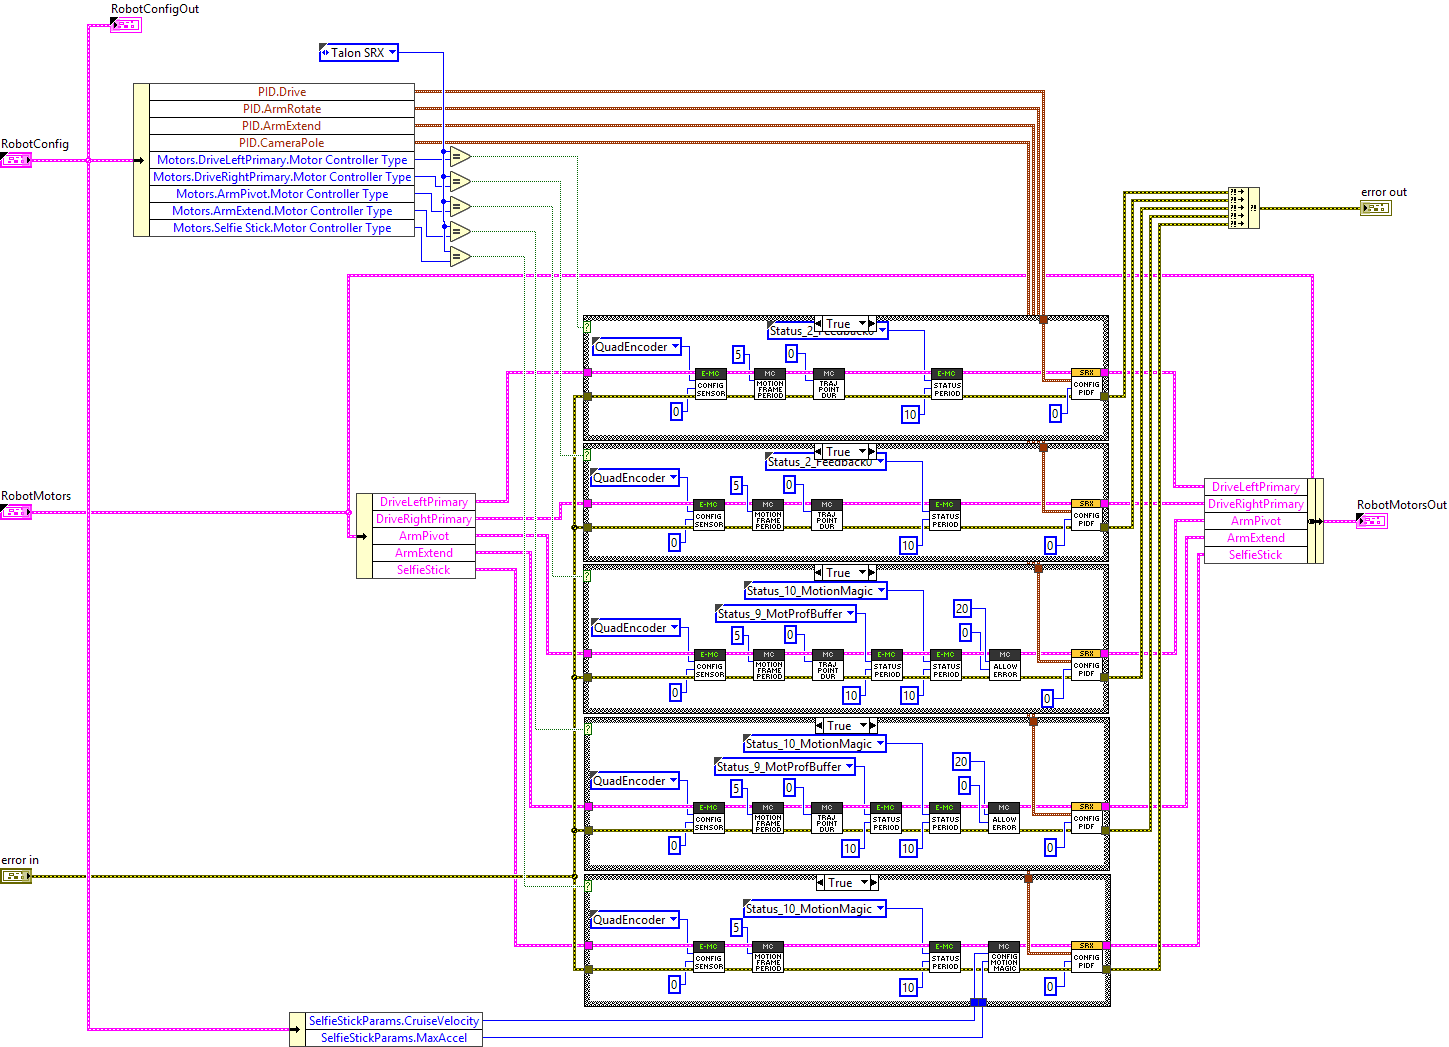 RobotConfigOut
Talon SRX
PID.Drive
PID.ArmRotate
PID.ArmExtend
PID.CameraPole
RobotConfig
Motors.DriveLeftPrimary.Motor Controller Type
Motors.DriveRightPrimary.Motor Controller Type
Motors.ArmPivot.Motor Controller Type
Motors.ArmExtend.Motor Controller Type
Motors.Selfie Stick.Motor Controller Type
error out
True
Status_2_Feedback0
QuadEncoder
5
0
E-MC CONFIG SENSOR
MC MOTION FRAME PERIOD
MC TRAJ POINT DUR
E-MC STATUS PERIOD
SRX CONFIG PIDF
0
10
0
True
Status_2_Feedback0
QuadEncoder
5
0
E-MC CONFIG SENSOR
MC MOTION FRAME PERIOD
MC TRAJ POINT DUR
E-MC STATUS PERIOD
SRX CONFIG PIDF
0
10
0
RobotMotors
DriveLeftPrimary
DriveRightPrimary
ArmPivot
ArmExtend
SelfieStick
DriveLeftPrimary
DriveRightPrimary
ArmPivot
ArmExtend
SelfieStick
RobotMotorsOut
True
Status_10_MotionMagic
Status_9_MotProfBuffer
20
QuadEncoder
5
0
0
E-MC CONFIG SENSOR
MC MOTION FRAME PERIOD
MC TRAJ POINT DUR
E-MC STATUS PERIOD
E-MC STATUS PERIOD
MC ALLOW ERROR
SRX CONFIG PIDF
0
10
10
0
True
Status_10_MotionMagic
Status_9_MotProfBuffer
20
QuadEncoder
5
0
0
E-MC CONFIG SENSOR
MC MOTION FRAME PERIOD
MC TRAJ POINT DUR
E-MC STATUS PERIOD
E-MC STATUS PERIOD
MC ALLOW ERROR
SRX CONFIG PIDF
0
10
10
0
error in
True
Status_10_MotionMagic
QuadEncoder
5
E-MC CONFIG SENSOR
MC MOTION FRAME PERIOD
E-MC STATUS PERIOD
MC CONFIG MOTION MAGIC
SRX CONFIG PIDF
0
10
0
SelfieStickParams.CruiseVelocity
SelfieStickParams.MaxAccel